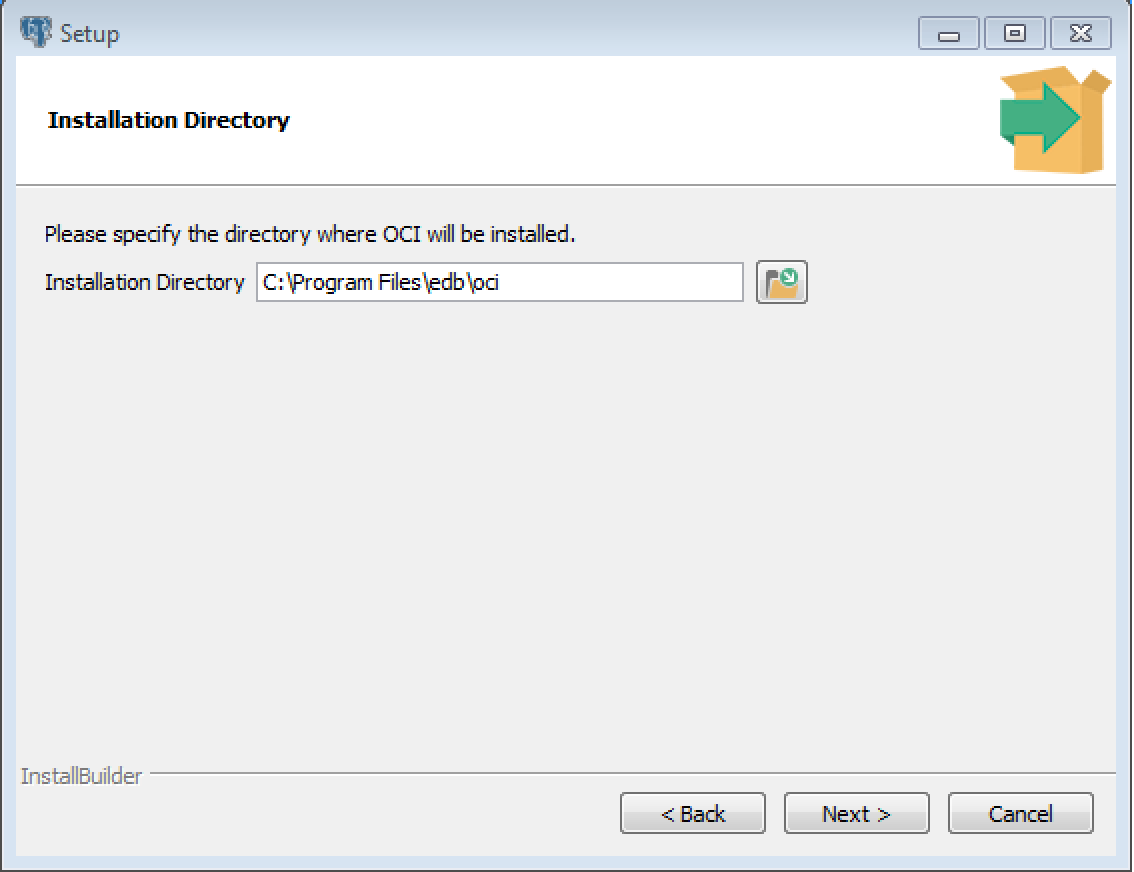 Setup
Installation Directory
Please specify the directory where OCI will be installed.
Installation Directory C:\Program Files\edb\oci
InstallBuilder
< Back Next > Cancel